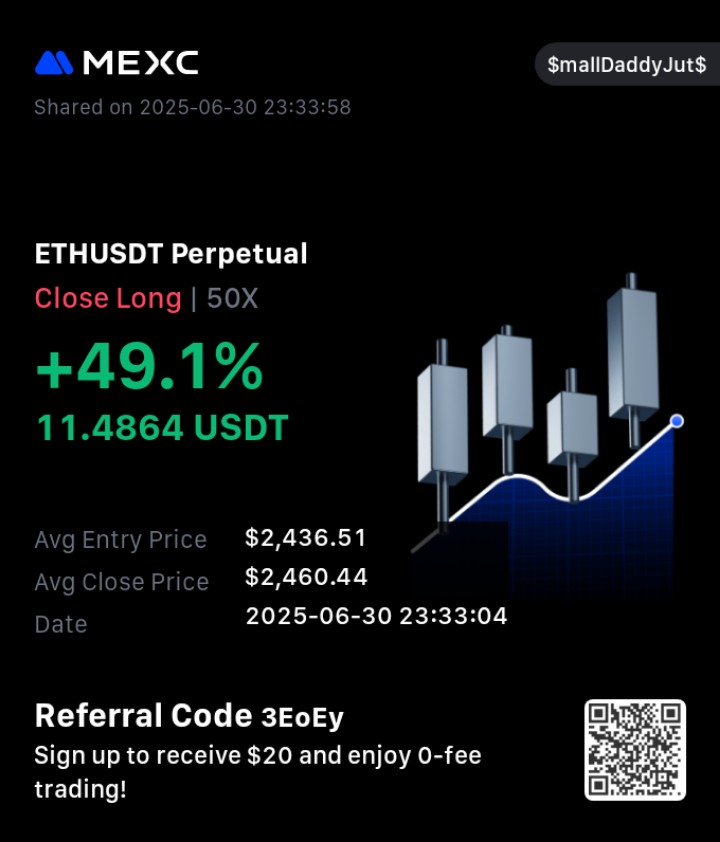 MEXC
$mallDaddyJut$
Shared on 2025-06-30 23:33:58
ETHUSDT Perpetual
Close Long | 50X
+49.1%
11.4864 USDT
Avg Entry Price $2,436.51
Avg Close Price $2,460.44
Date 2025-06-30 23:33:04
Referral Code 3EoEy
Sign up to receive $20 and enjoy 0-fee
trading!